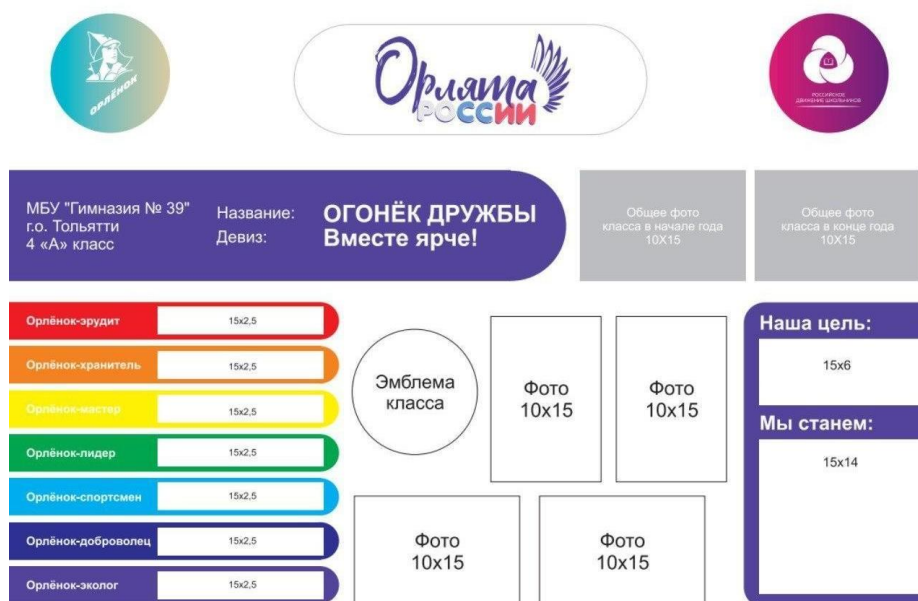 ОРЛЁНОК
Орлята
РОССИИ
РОССИЙСКОЕ
ДВИЖЕНИЕ ШКОЛЬНИКОВ
МБУ "Гимназия № 39"
г.о. Тольятти
4 «А» класс
Название: ОГОНЁК ДРУЖБЫ
Девиз: Вместе ярче!
Общее фото
класса в начале года
10Х15
Общее фото
класса в конце года
10Х15
Орлёнок-эрудит 15х2,5
Орлёнок-хранитель 15х2,5
Орлёнок-мастер 15х2,5
Орлёнок-лидер 15х2,5
Орлёнок-спортсмен 15х2,5
Орлёнок-доброволец 15х2,5
Орлёнок-эколог 15х2,5
Эмблема
класса
Фото
10х15
Фото
10х15
Фото
10х15
Фото
10х15
Наша цель:
15х6
Мы станем:
15х14